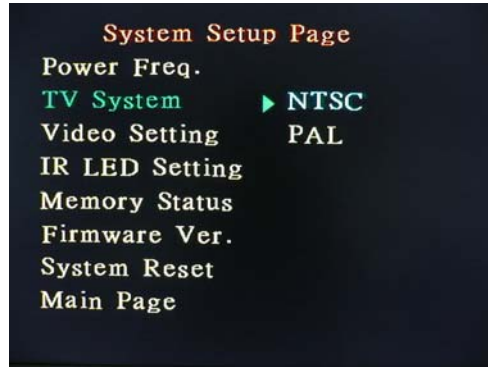 System Setup Page
Power Freq.
TV System ▶ NTSC
Video Setting PAL
IR LED Setting
Memory Status
Firmware Ver.
System Reset
Main Page